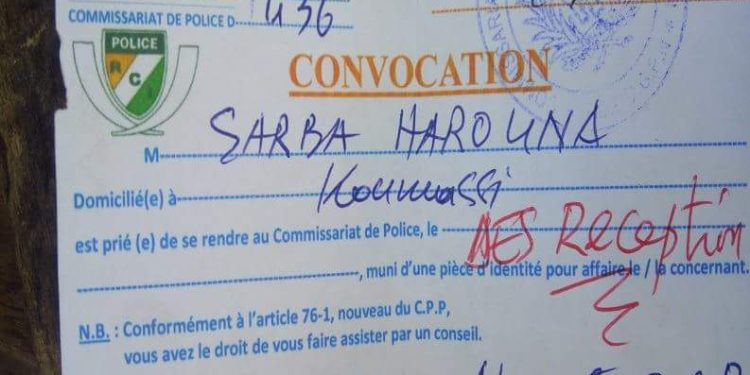 COMMISSARIAT DE POLICE D 436
POLICE
R
C I
CONVOCATION
M SARBA HAROUNA
Domicilié(e) à Koumassi
est prié (e) de se rendre au Commissariat de Police, le DES Reception
, muni d'une pièce d'identité pour affaire le / la concernant.
N.B. : Conformément à l'article 76-1, nouveau du C.P.P,
vous avez le droit de vous faire assister par un conseil.